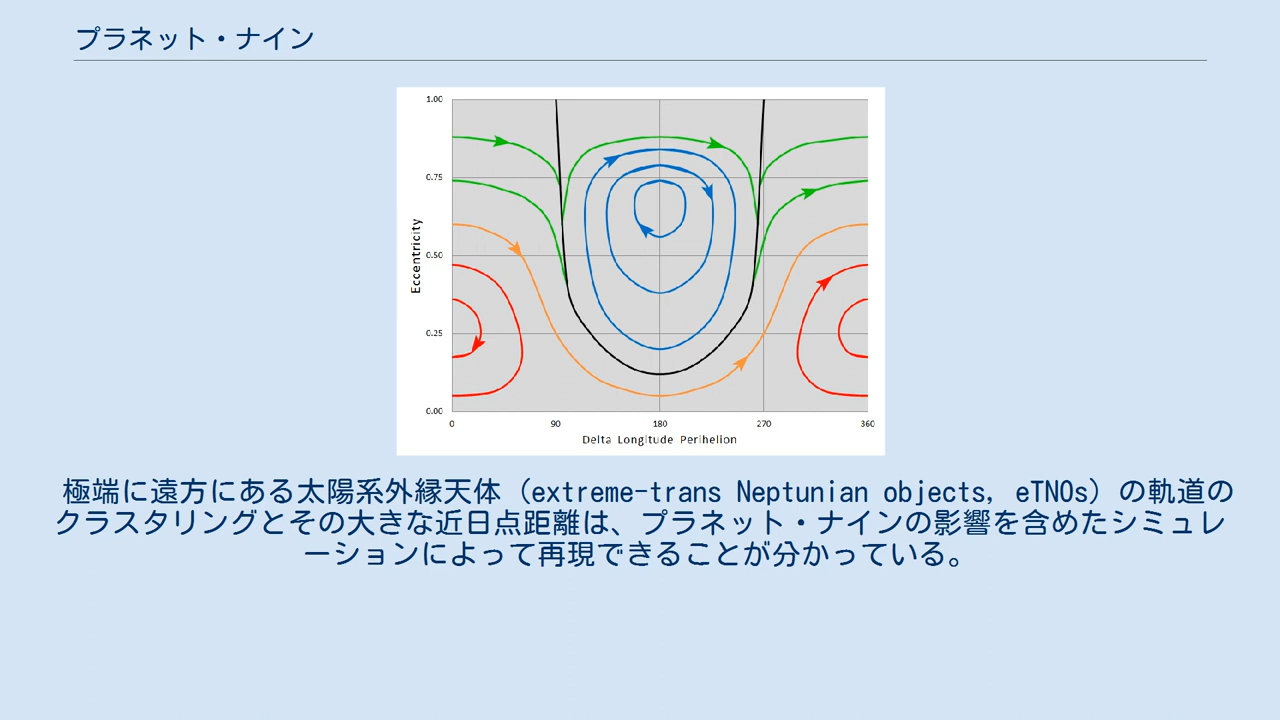 プラネット・ナイン
1.00
0.75
0.50
0.25
0.00
Eccentricity
0 90 180 270 360
Delta Longitude Perihelion
極端に遠方にある太陽系外縁天体（extreme-trans Neptunian objects, eTNOs）の軌道の
クラスタリングとその大きな近日点距離は、プラネット・ナインの影響を含めたシミュレ
ーションによって再現できることが分かっている。